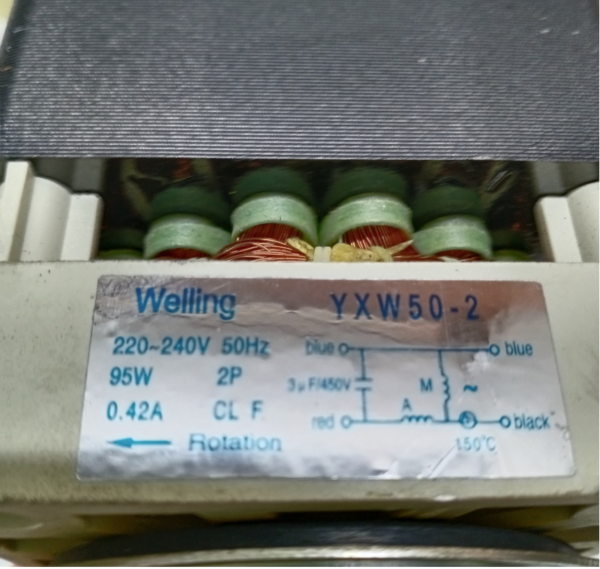 Welling YXW50-2
220~240V 50Hz
95W 2P
0.42A CL F
Rotation
blue blue
3µF/450V M ~
red A black
150℃